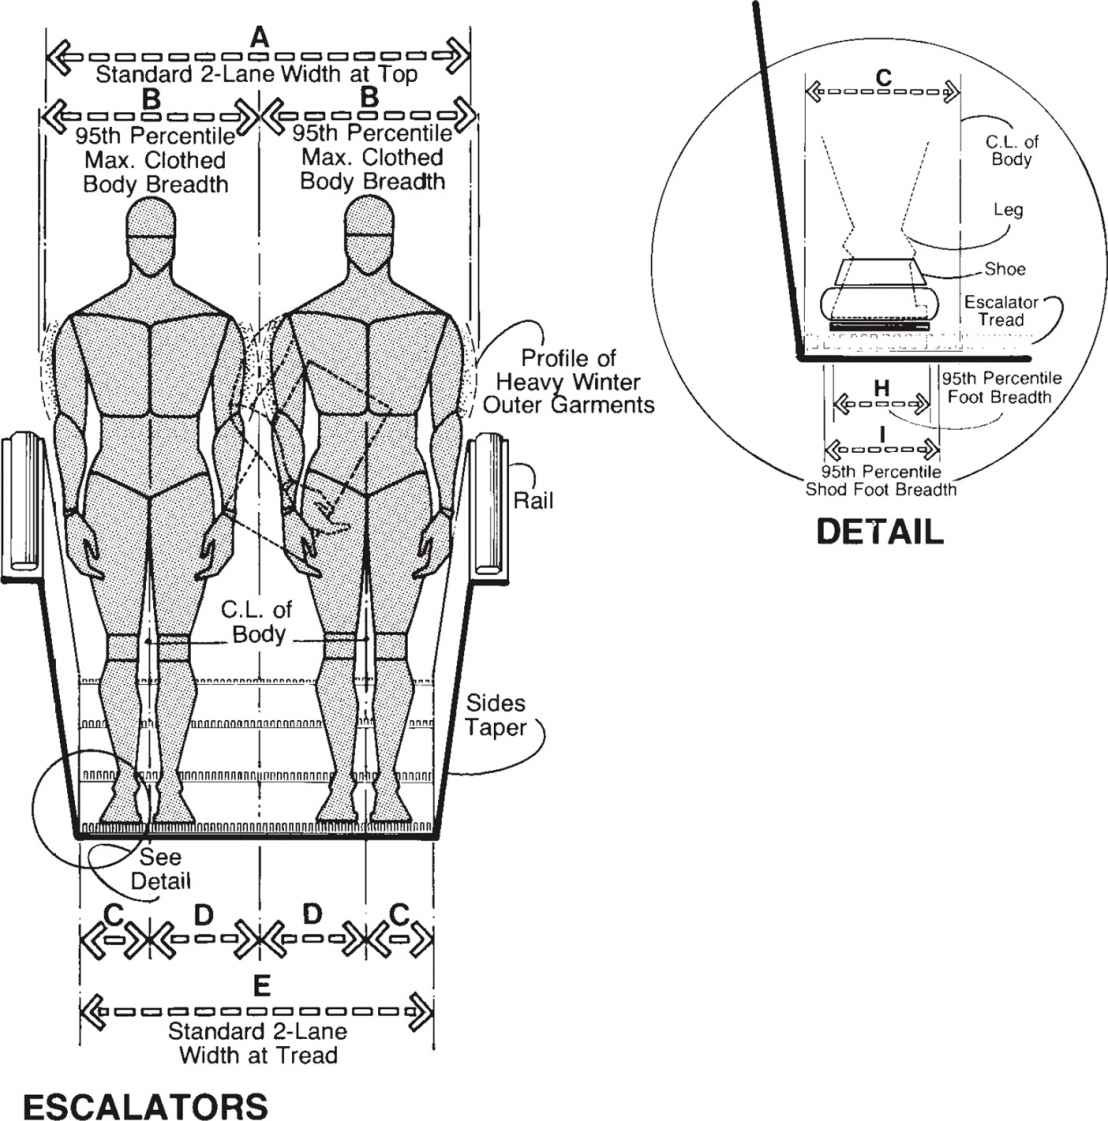 A
Standard 2-Lane Width at Top
B
B
95th Percentile
Max. Clothed
Body Breadth
95th Percentile
Max. Clothed
Body Breadth
Profile of
Heavy Winter
Outer Garments
Rail
C.L. of
Body
Sides
Taper
See
Detail
C
D
D
C
E
Standard 2-Lane
Width at Tread
ESCALATORS
C
C.L. of
Body
Leg
Shoe
Escalator
Tread
H
95th Percentile
Foot Breadth
I
95th Percentile
Shod Foot Breadth
DETAIL